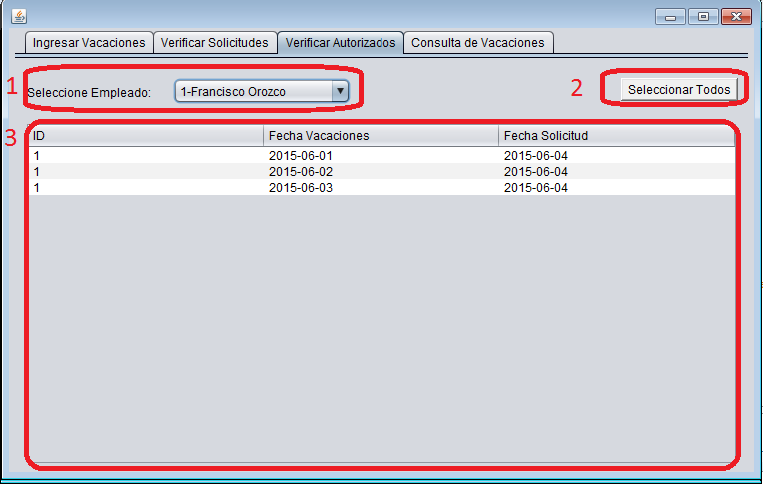 Ingresar Vacaciones Verificar Solicitudes Verificar Autorizados Consulta de Vacaciones
1 Seleccione Empleado: 1-Francisco Orozco 2 Seleccionar Todos
3
ID Fecha Vacaciones Fecha Solicitud
1 2015-06-01 2015-06-04
1 2015-06-02 2015-06-04
1 2015-06-03 2015-06-04